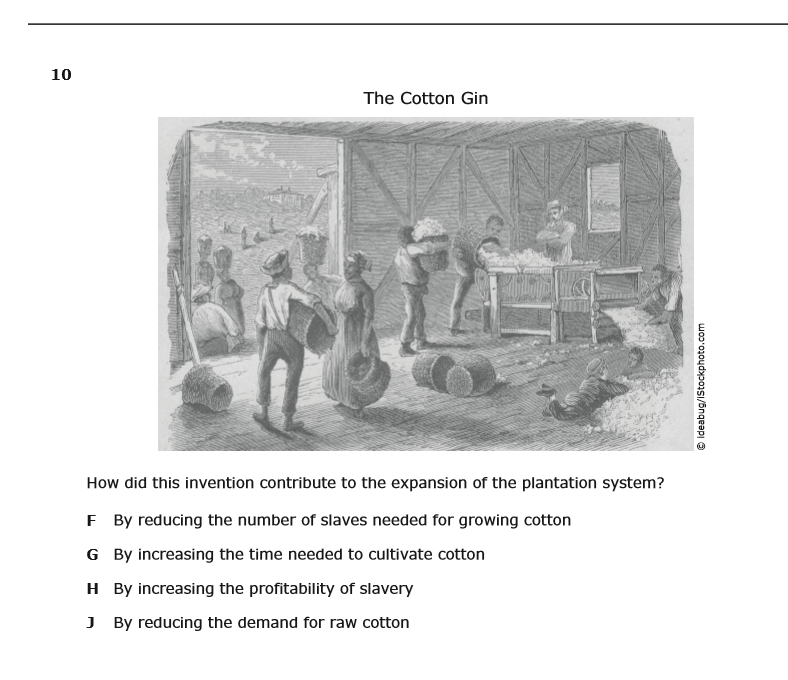 10
The Cotton Gin
© ideabug/iStockphoto.com
How did this invention contribute to the expansion of the plantation system?
F By reducing the number of slaves needed for growing cotton
G By increasing the time needed to cultivate cotton
H By increasing the profitability of slavery
J By reducing the demand for raw cotton